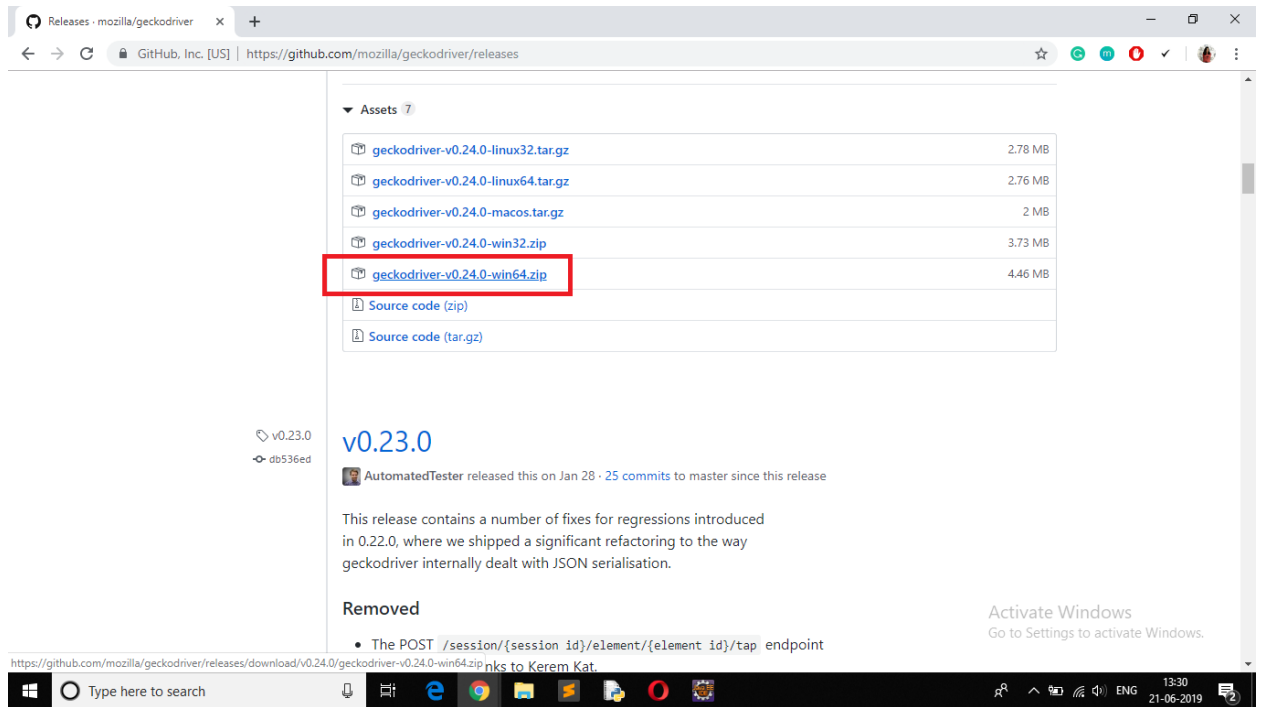 Releases · mozilla/geckodriver
GitHub, Inc. [US] | https://github.com/mozilla/geckodriver/releases
Assets 7
geckodriver-v0.24.0-linux32.tar.gz 2.78 MB
geckodriver-v0.24.0-linux64.tar.gz 2.76 MB
geckodriver-v0.24.0-macos.tar.gz 2 MB
geckodriver-v0.24.0-win32.zip 3.73 MB
geckodriver-v0.24.0-win64.zip 4.46 MB
Source code (zip)
Source code (tar.gz)
v0.23.0
db536ed
v0.23.0
AutomatedTester released this on Jan 28 · 25 commits to master since this release
This release contains a number of fixes for regressions introduced
in 0.22.0, where we shipped a significant refactoring to the way
geckodriver internally dealt with JSON serialisation.
Removed
• The POST /session/{session id}/element/{element id}/tap endpoint
nks to Kerem Kat.
Activate Windows
Go to Settings to activate Windows.
https://github.com/mozilla/geckodriver/releases/download/v0.24.0/geckodriver-v0.24.0-win64.zip
Type here to search
ENG
13:30
21-06-2019
2